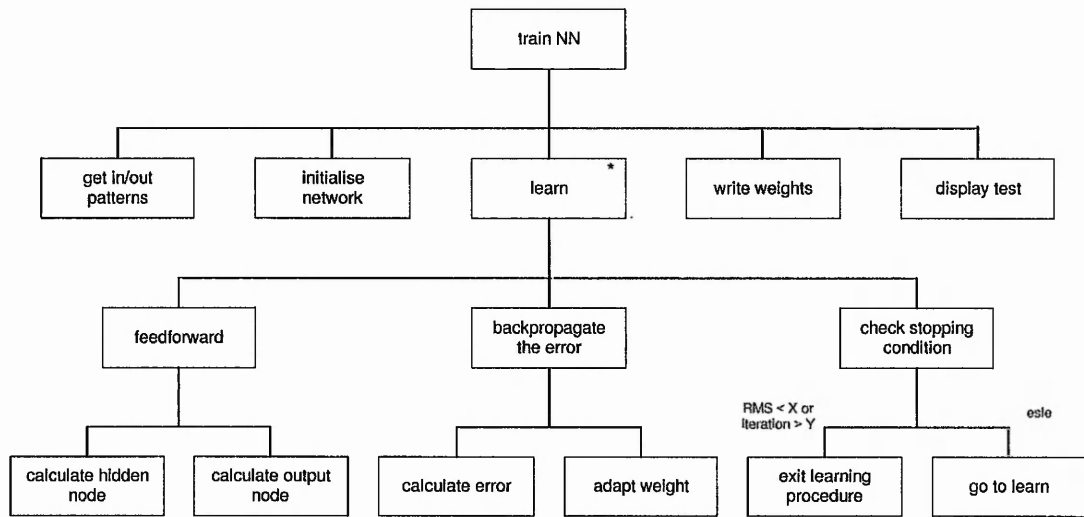 train NN
get in/out
patterns
initialise
network
learn
*
write weights
display test
feedforward
backpropagate
the error
check stopping
condition
RMS < X or
Iteration > Y
esle
calculate hidden
node
calculate output
node
calculate error
adapt weight
exit learning
procedure
go to learn